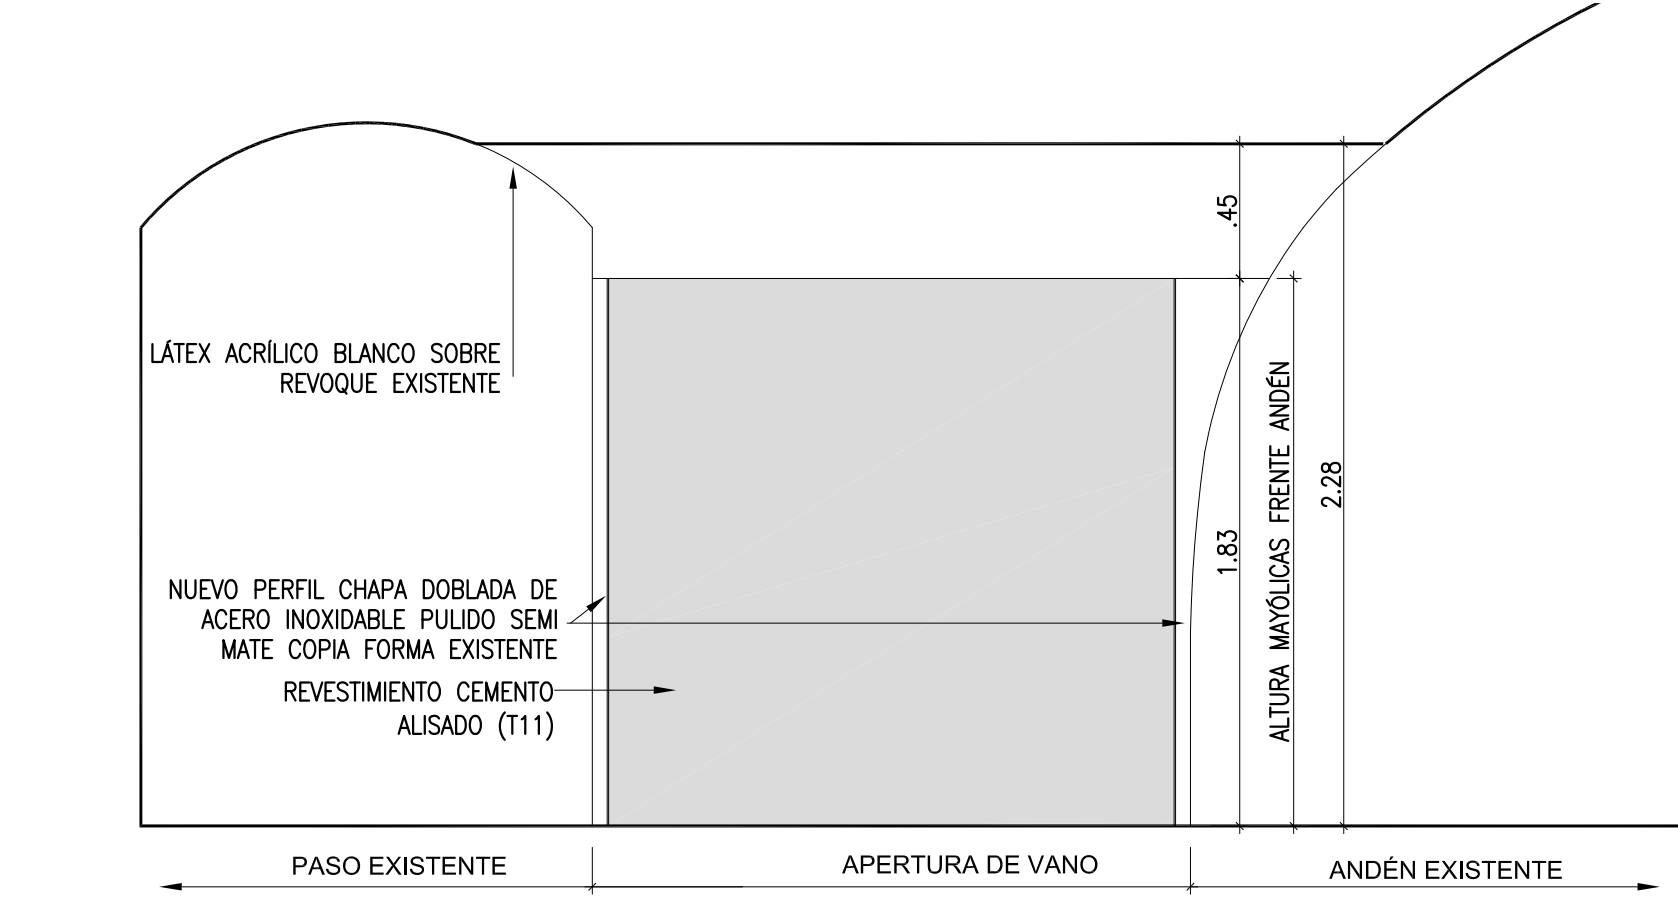 .45
LÁTEX ACRÍLICO BLANCO SOBRE
REVOQUE EXISTENTE
ALTURA MAYÓLICAS FRENTE ANDÉN
2.28
1.83
NUEVO PERFIL CHAPA DOBLADA DE
ACERO INOXIDABLE PULIDO SEMI
MATE COPIA FORMA EXISTENTE
REVESTIMIENTO CEMENTO
ALISADO (T11)
PASO EXISTENTE
APERTURA DE VANO
ANDÉN EXISTENTE